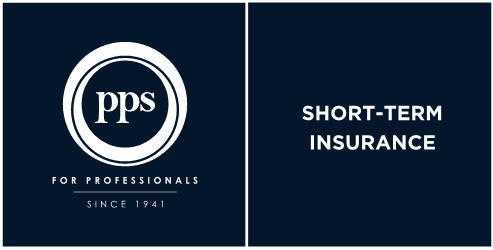 pps
FOR PROFESSIONALS
SINCE 1941
SHORT-TERM
INSURANCE